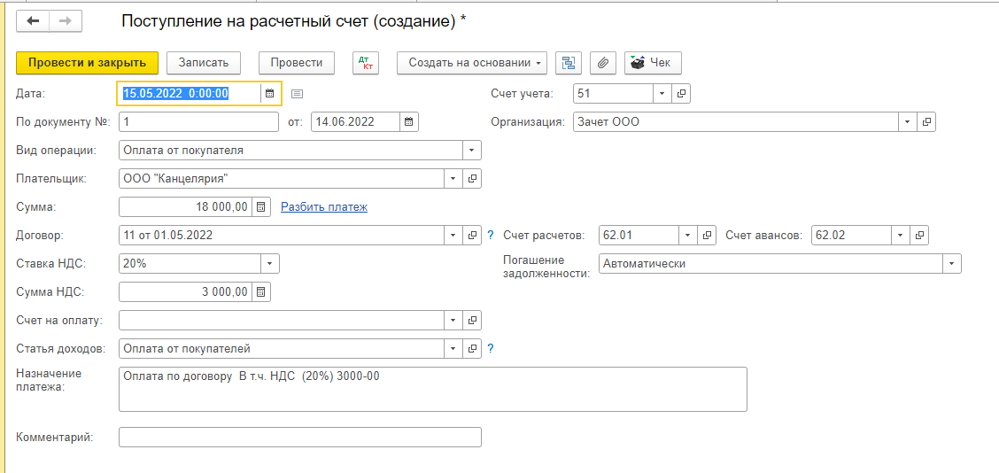 Поступление на расчетный счет (создание) *
Провести и закрыть Записать Провести Дт Кт Создать на основании Чек
Дата: 15.05.2022 0:00:00 Счет учета: 51
По документу №: 1 от: 14.06.2022 Организация: Зачет ООО
Вид операции: Оплата от покупателя
Плательщик: ООО "Канцелярия"
Сумма: 18 000,00 Разбить платеж
Договор: 11 от 01.05.2022 ? Счет расчетов: 62.01 Счет авансов: 62.02
Ставка НДС: 20% Погашение задолженности: Автоматически
Сумма НДС: 3 000,00
Счет на оплату:
Статья доходов: Оплата от покупателей ?
Назначение платежа: Оплата по договору В т.ч. НДС (20%) 3000-00
Комментарий: